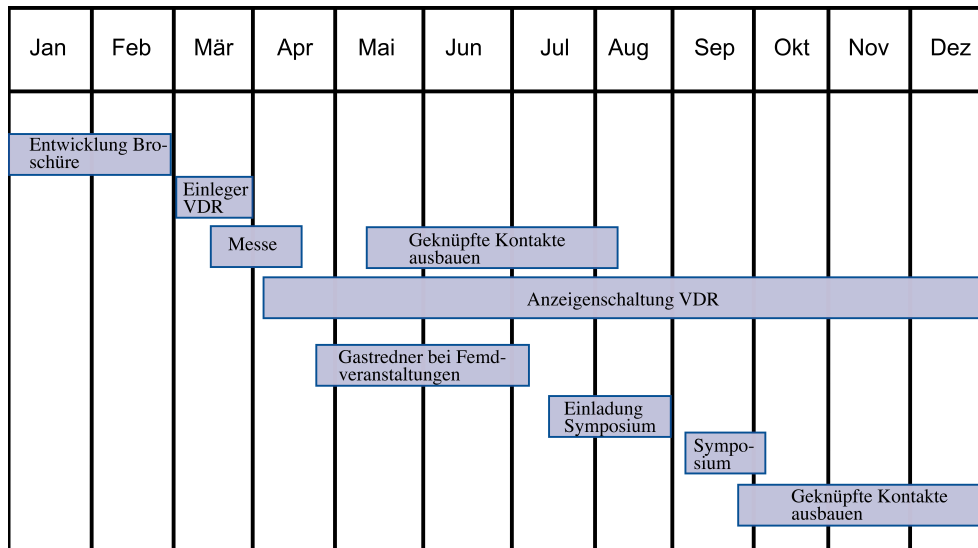 Jan Feb Mär Apr Mai Jun Jul Aug Sep Okt Nov Dez
Entwicklung Bro-
schüre
Einleger
VDR
Messe
Geknüpfte Kontakte
ausbauen
Anzeigenschaltung VDR
Gastredner bei Femd-
veranstaltungen
Einladung
Symposium
Sympo-
sium
Geknüpfte Kontakte
ausbauen